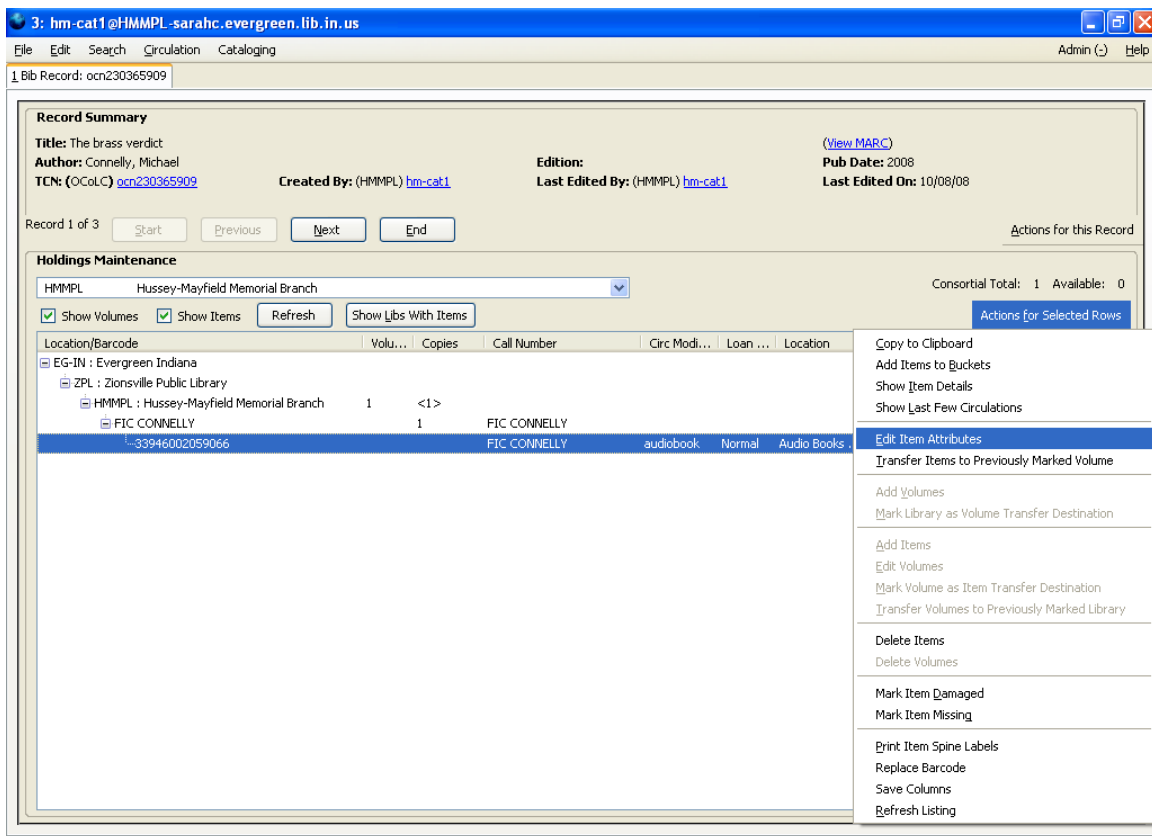 3: hm-cat1@HMMPL-sarahc.evergreen.lib.in.us
File Edit Search Circulation Cataloging Admin (-) Help
1 Bib Record: ocn230365909
Record Summary
Title: The brass verdict (View MARC)
Author: Connelly, Michael Edition: Pub Date: 2008
TCN: (OCoLC) ocn230365909 Created By: (HMMPL) hm-cat1 Last Edited By: (HMMPL) hm-cat1 Last Edited On: 10/08/08
Record 1 of 3 Start Previous Next End Actions for this Record
Holdings Maintenance
HMMPL Hussey-Mayfield Memorial Branch Consortial Total: 1 Available: 0
Show Volumes Show Items Refresh Show Libs With Items Actions for Selected Rows
Location/Barcode Volu... Copies Call Number Circ Modi... Loan ... Location
EG-IN : Evergreen Indiana
ZPL : Zionsville Public Library
HMMPL : Hussey-Mayfield Memorial Branch 1 <1>
FIC CONNELLY 1 FIC CONNELLY
33946002059066 FIC CONNELLY audiobook Normal Audio Books .
Copy to Clipboard
Add Items to Buckets
Show Item Details
Show Last Few Circulations
Edit Item Attributes
Transfer Items to Previously Marked Volume
Add Volumes
Mark Library as Volume Transfer Destination
Add Items
Edit Volumes
Mark Volume as Item Transfer Destination
Transfer Volumes to Previously Marked Library
Delete Items
Delete Volumes
Mark Item Damaged
Mark Item Missing
Print Item Spine Labels
Replace Barcode
Save Columns
Refresh Listing